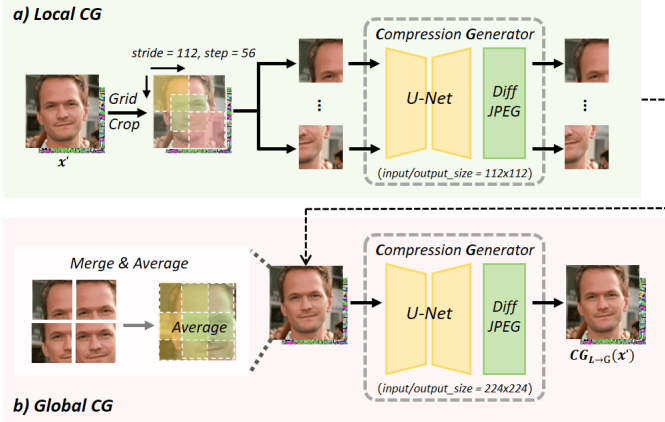 a) Local CG
stride = 112, step = 56
Grid
Crop
x'
...
Compression Generator
U-Net
Diff
JPEG
(input/output_size = 112x112)
...
Merge & Average
Average
Compression Generator
U-Net
Diff
JPEG
(input/output_size = 224x224)
CG_{L→G}(x')
b) Global CG